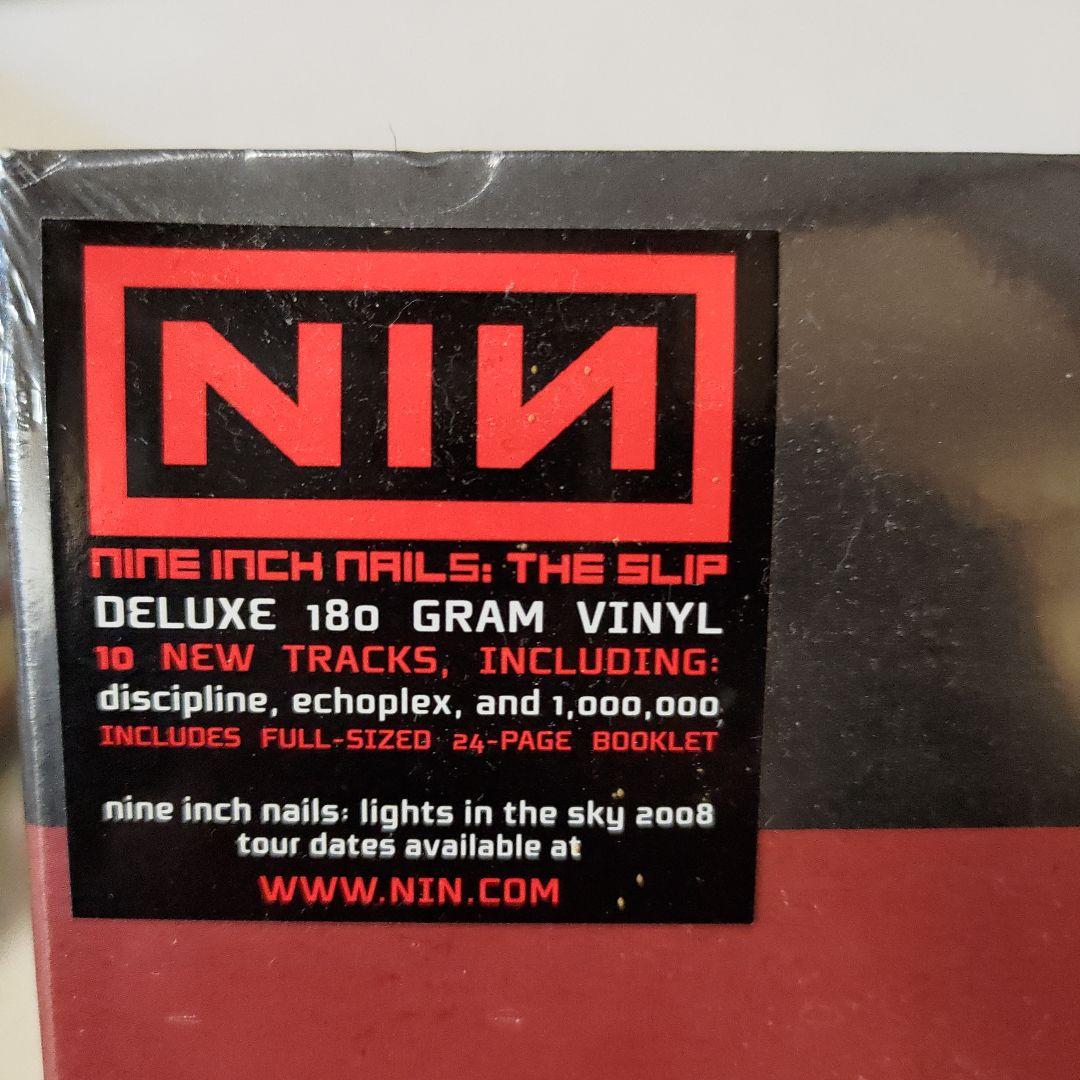 NIN
NINE INCH NAILS: THE SLIP
DELUXE 180 GRAM VINYL
10 NEW TRACKS, INCLUDING:
discipline, echoplex, and 1,000,000
INCLUDES FULL-SIZED 24-PAGE BOOKLET
nine inch nails: lights in the sky 2008
tour dates available at
WWW.NIN.COM